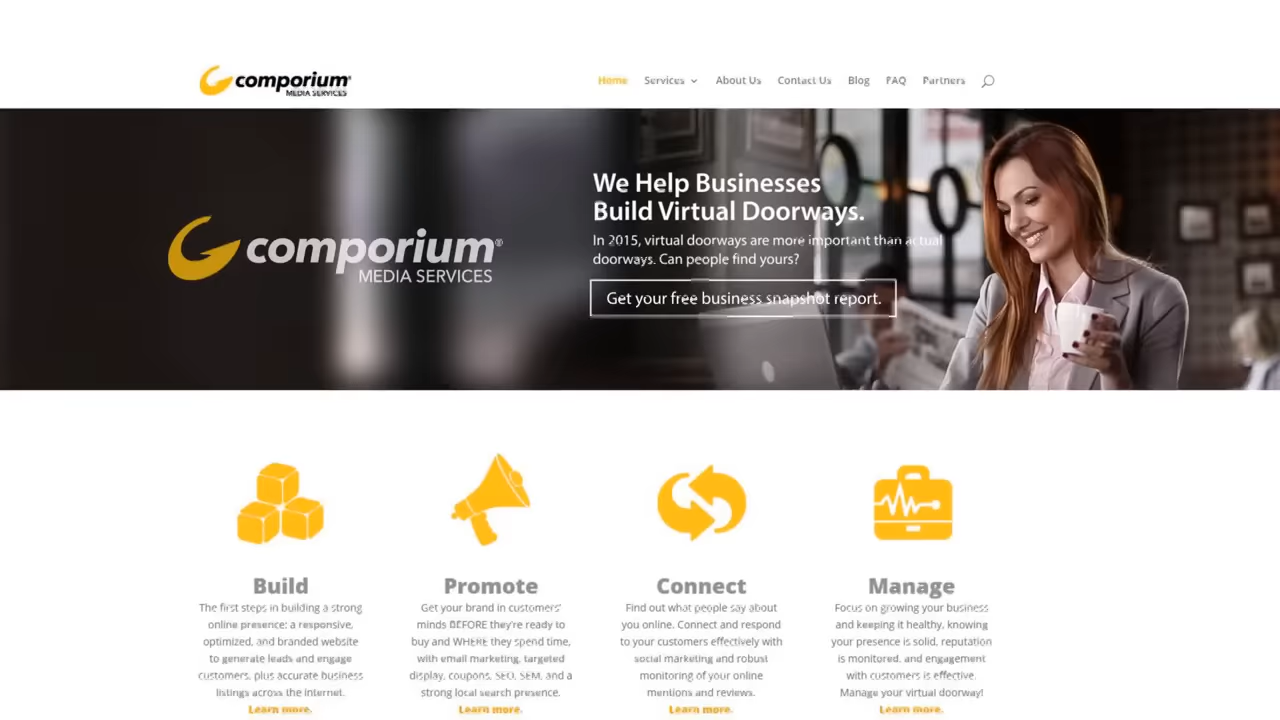 comporium®
MEDIA SERVICES
Home Services About Us Contact Us Blog FAQ Partners
We Help Businesses
Build Virtual Doorways.
In 2015, virtual doorways are more important than actual
doorways. Can people find yours?
Get your free business snapshot report.
comporium®
MEDIA SERVICES
Build
The first steps in building a strong
online presence: a responsive,
optimized, and branded website
to generate leads and engage
customers, plus accurate business
listings across the internet.
Learn more.
Promote
Get your brand in customers'
minds BEFORE they're ready to
buy and WHERE they spend time,
with email marketing, targeted
display, coupons, SEO, SEM, and a
strong local search presence.
Learn more.
Connect
Find out what people say about
you online. Connect and respond
to your customers effectively with
social marketing and robust
monitoring of your online
mentions and reviews.
Learn more.
Manage
Focus on growing your business
and keeping it healthy, knowing
your presence is solid, reputation
is monitored, and engagement
with customers is effective.
Manage your virtual doorway!
Learn more.